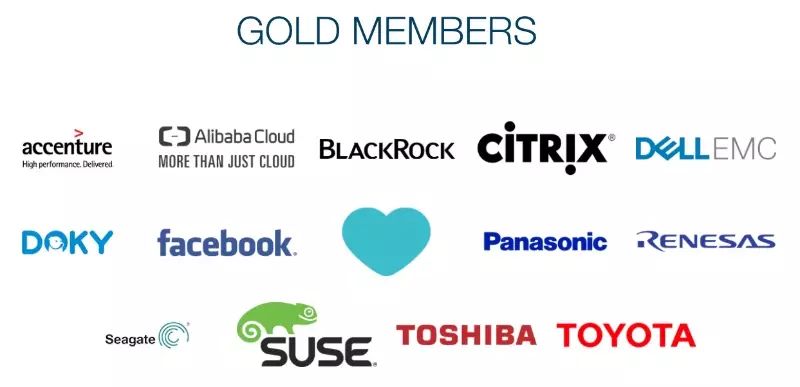 GOLD MEMBERS
accenture
High performance. Delivered.
Alibaba Cloud
MORE THAN JUST CLOUD
BLACKROCK
CITRIX®
DELLEMC
DOKY
facebook®
Panasonic
RENESAS
Seagate
SUSE®
TOSHIBA
TOYOTA